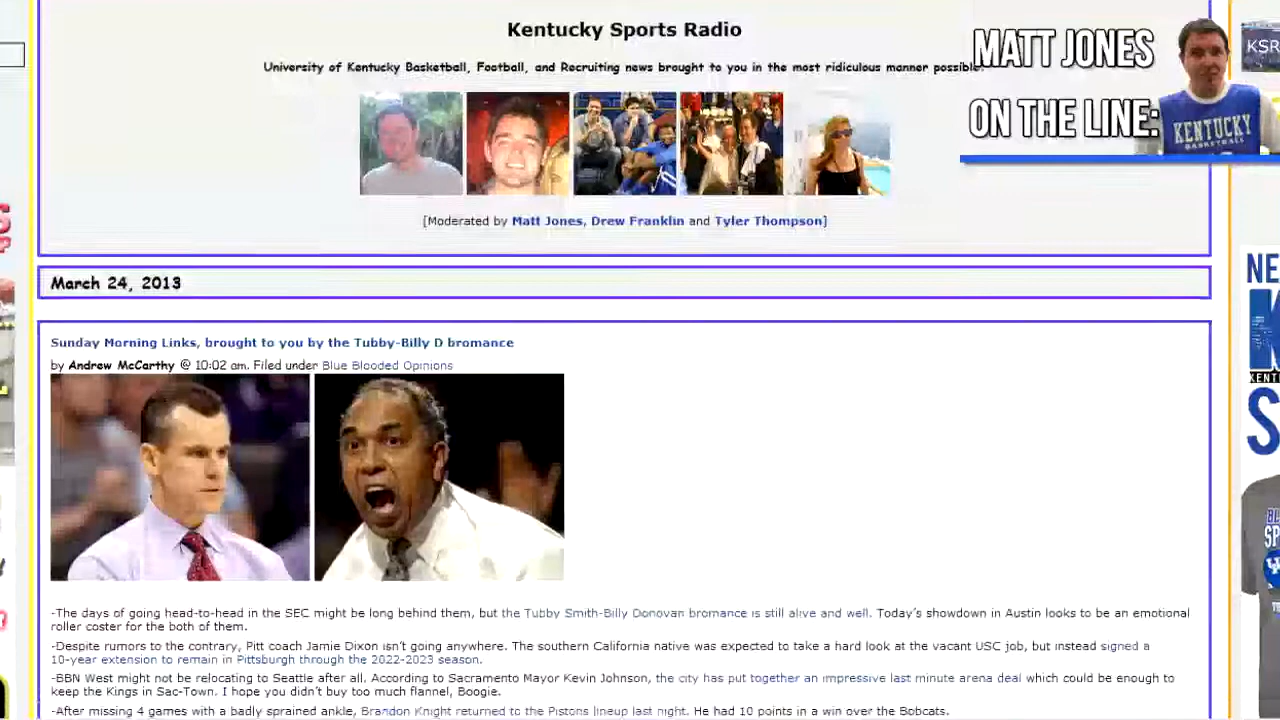 Kentucky Sports Radio
University of Kentucky Basketball, Football, and Recruiting news brought to you in the most ridiculous manner possible.
MATT JONES
ON THE LINE:
KENTUCKY
BASKETBALL
KSR
[Moderated by Matt Jones, Drew Franklin and Tyler Thompson]
March 24, 2013
Sunday Morning Links, brought to you by the Tubby-Billy D bromance
by Andrew McCarthy @ 10:02 am. Filed under Blue Blooded Opinions
-The days of going head-to-head in the SEC might be long behind them, but the Tubby Smith-Billy Donovan bromance is still alive and well. Today's showdown in Austin looks to be an emotional
roller coster for the both of them.
-Despite rumors to the contrary, Pitt coach Jamie Dixon isn't going anywhere. The southern California native was expected to take a hard look at the vacant USC job, but instead signed a
10-year extension to remain in Pittsburgh through the 2022-2023 season.
-BBN West might not be relocating to Seattle after all. According to Sacramento Mayor Kevin Johnson, the city has put together an impressive last minute arena deal which could be enough to
keep the Kings in Sac-Town. I hope you didn't buy too much flannel, Boogie.
-After missing 4 games with a badly sprained ankle, Brandon Knight returned to the Pistons lineup last night. He had 10 points in a win over the Bobcats.